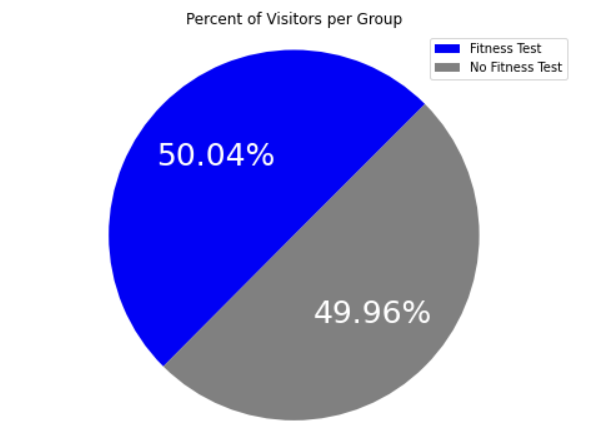 Percent of Visitors per Group
Fitness Test
No Fitness Test
50.04%
49.96%